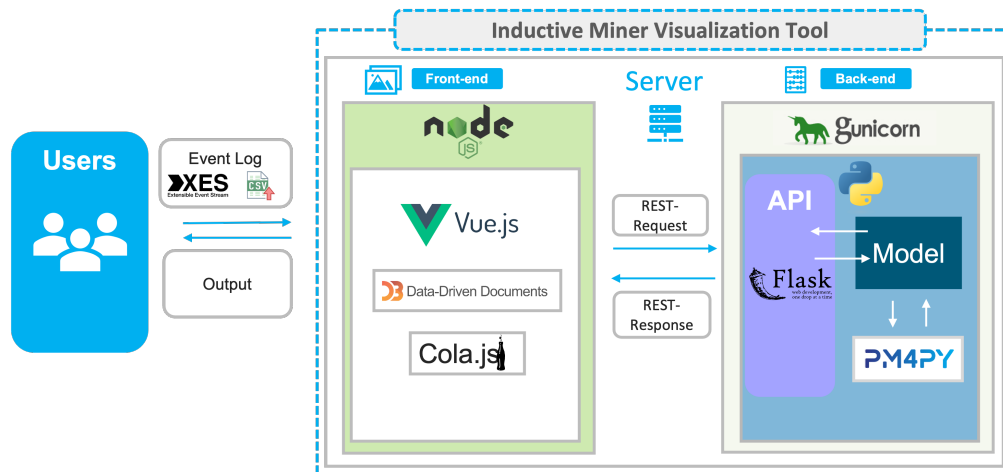 Inductive Miner Visualization Tool
Front-end
Server
Back-end
Users
Event Log
XES
Extensible Event Stream
CSV
Output
node
JS
Vue.js
D3 Data-Driven Documents
Cola.js
REST-
Request
REST-
Response
gunicorn
API
Model
Flask
web development,
one drop at a time
PM4PY